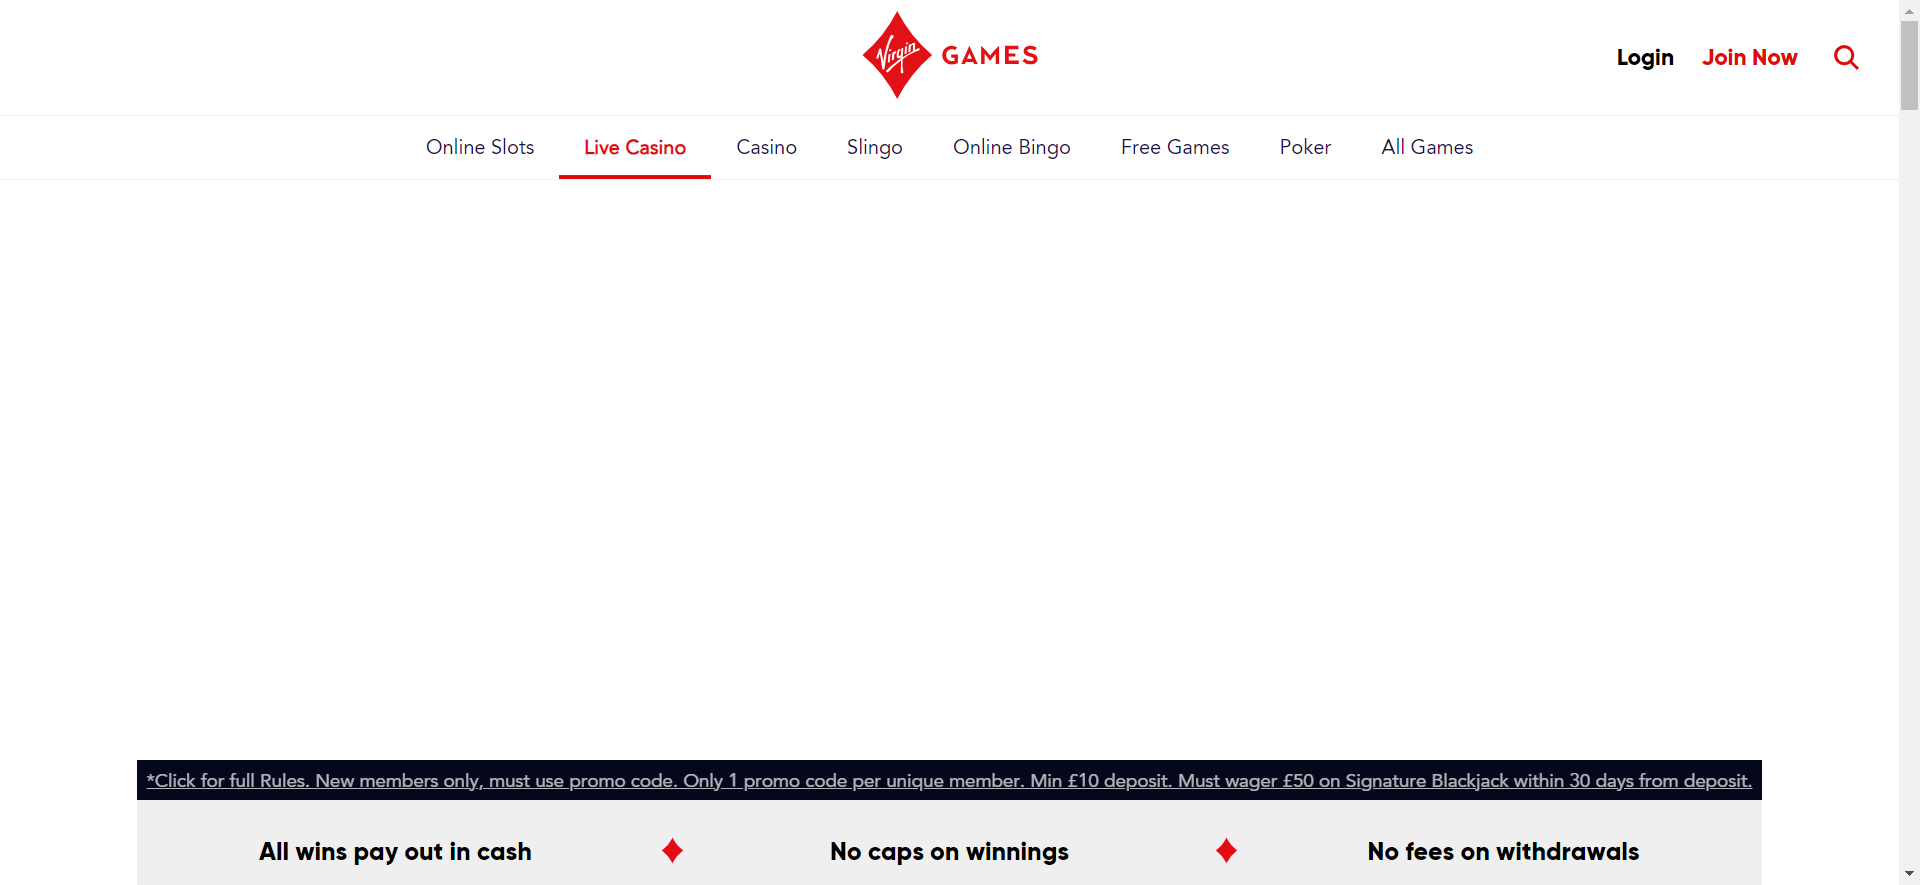 Virgin GAMES
Login Join Now
Online Slots Live Casino Casino Slingo Online Bingo Free Games Poker All Games
*Click for full Rules. New members only, must use promo code. Only 1 promo code per unique member. Min £10 deposit. Must wager £50 on Signature Blackjack within 30 days from deposit.
All wins pay out in cash No caps on winnings No fees on withdrawals